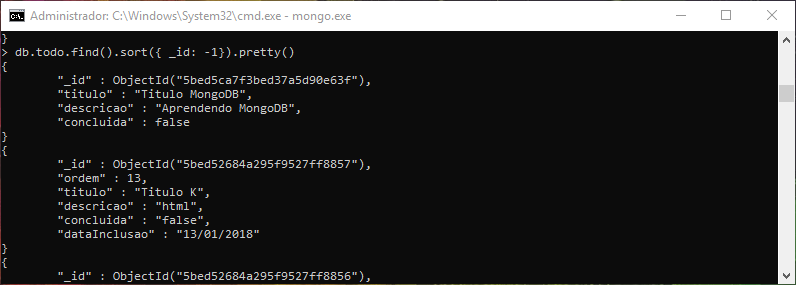 Administrador: C:\Windows\System32\cmd.exe - mongo.exe
}
> db.todo.find().sort({ _id: -1}).pretty()
{
"_id" : ObjectId("5bed5ca7f3bed37a5d90e63f"),
"titulo" : "Titulo MongoDB",
"descricao" : "Aprendendo MongoDB",
"concluida" : false
}
{
"_id" : ObjectId("5bed52684a295f9527ff8857"),
"ordem" : 13,
"titulo" : "Titulo K",
"descricao" : "html",
"concluida" : "false",
"dataInclusao" : "13/01/2018"
}
{
"_id" : ObjectId("5bed52684a295f9527ff8856"),